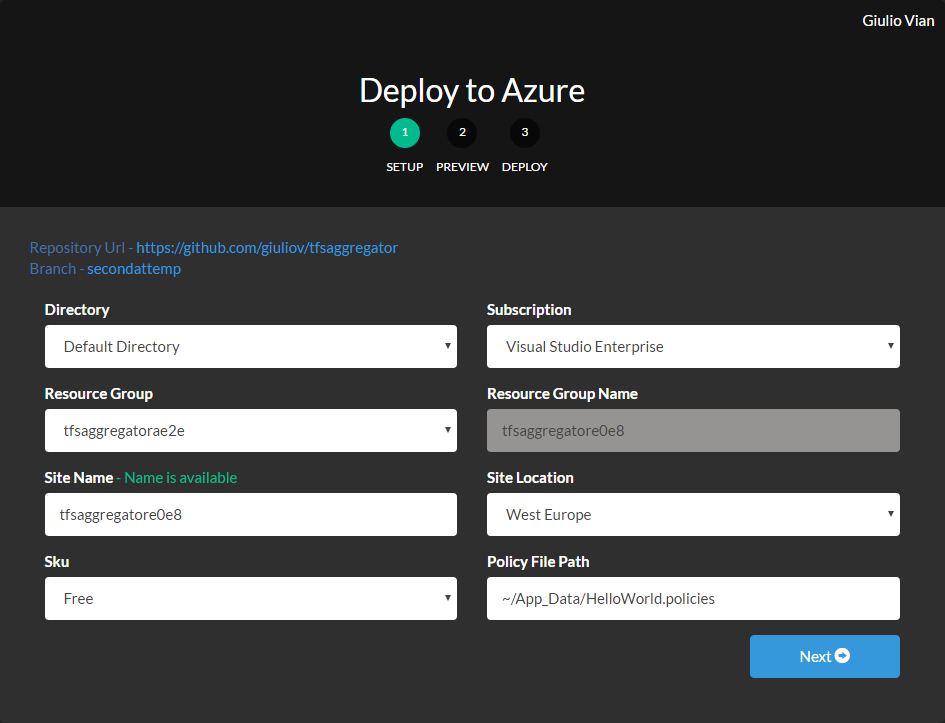 Giulio Vian
Deploy to Azure
1 2 3
SETUP PREVIEW DEPLOY
Repository Url - https://github.com/giuliov/tfsaggregator
Branch - secondattemp
Directory Subscription
Default Directory Visual Studio Enterprise
Resource Group Resource Group Name
tfsaggregatorae2e tfsaggregatore0e8
Site Name - Name is available Site Location
tfsaggregatore0e8 West Europe
Sku Policy File Path
Free ~/App_Data/HelloWorld.policies
Next